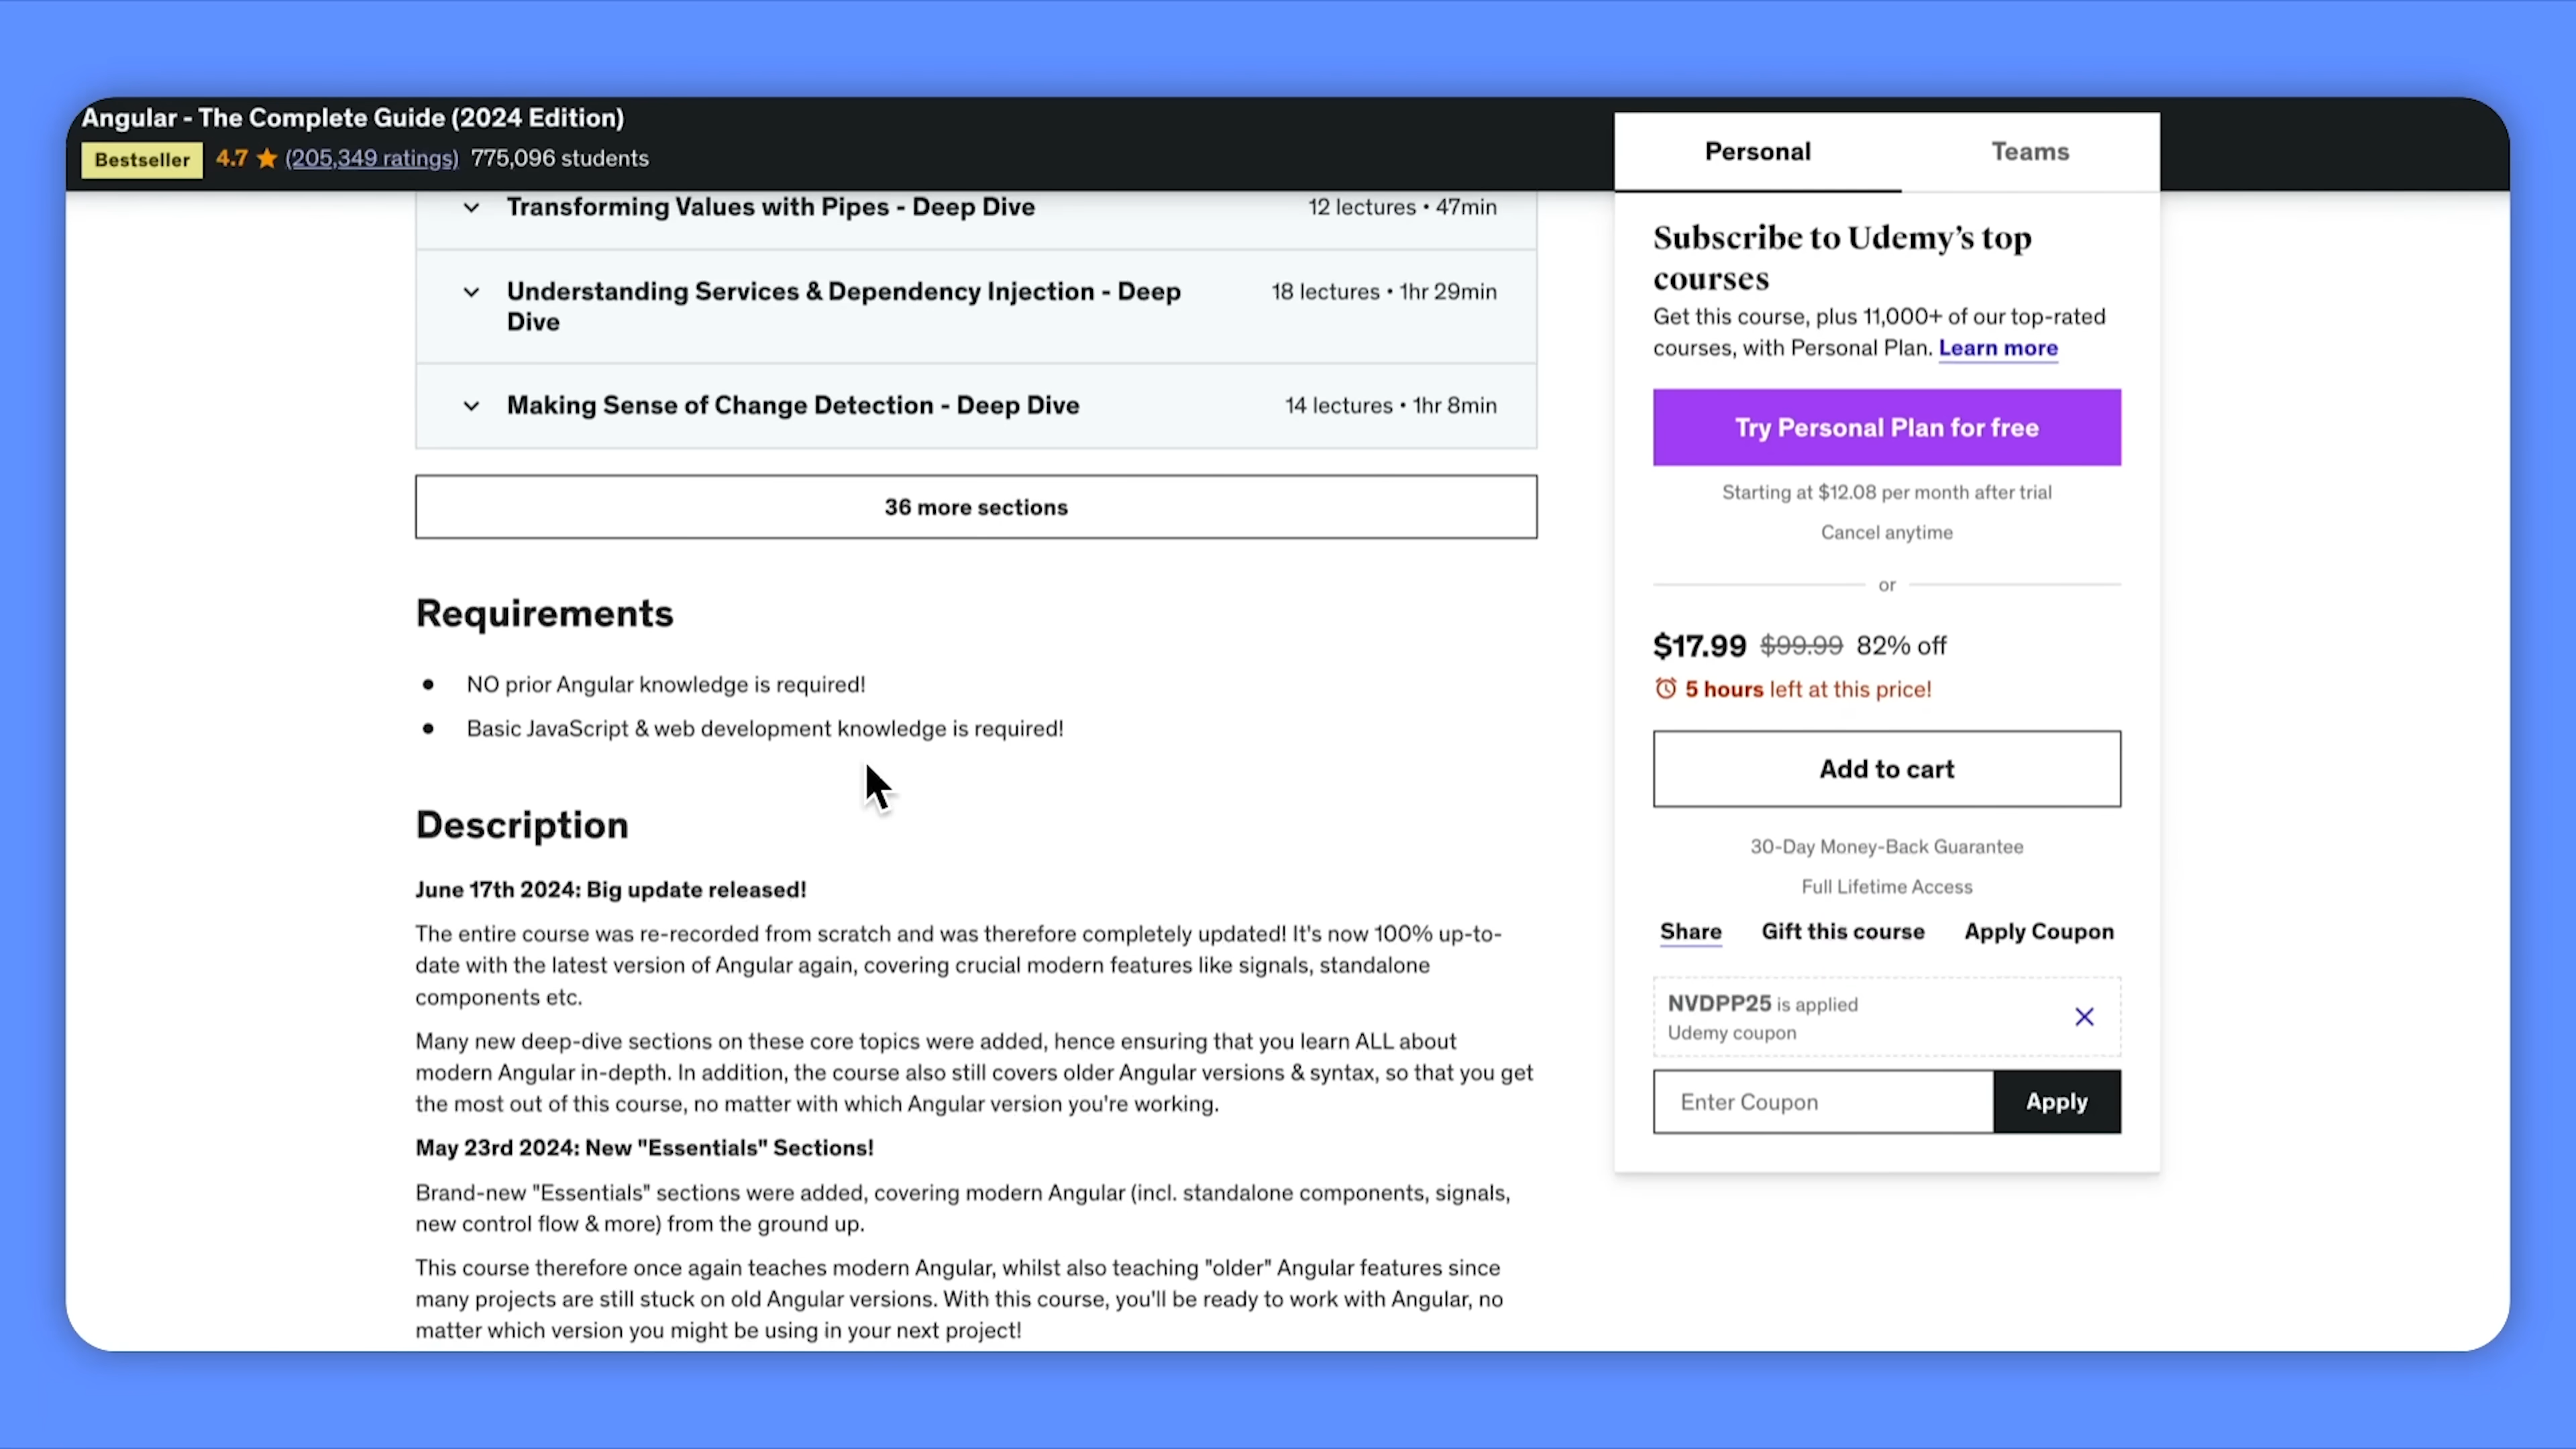 Angular - The Complete Guide (2024 Edition)
Bestseller 4.7 (205,349 ratings) 775,096 students
Transforming Values with Pipes - Deep Dive 12 lectures • 47min
Understanding Services & Dependency Injection - Deep
Dive
18 lectures • 1hr 29min
Making Sense of Change Detection - Deep Dive 14 lectures • 1hr 8min
36 more sections
Requirements
• NO prior Angular knowledge is required!
• Basic JavaScript & web development knowledge is required!
Description
June 17th 2024: Big update released!
The entire course was re-recorded from scratch and was therefore completely updated! It's now 100% up-to-
date with the latest version of Angular again, covering crucial modern features like signals, standalone
components etc.
Many new deep-dive sections on these core topics were added, hence ensuring that you learn ALL about
modern Angular in-depth. In addition, the course also still covers older Angular versions & syntax, so that you get
the most out of this course, no matter with which Angular version you're working.
May 23rd 2024: New "Essentials" Sections!
Brand-new "Essentials" sections were added, covering modern Angular (incl. standalone components, signals,
new control flow & more) from the ground up.
This course therefore once again teaches modern Angular, whilst also teaching "older" Angular features since
many projects are still stuck on old Angular versions. With this course, you'll be ready to work with Angular, no
matter which version you might be using in your next project!
Personal Teams
Subscribe to Udemy’s top
courses
Get this course, plus 11,000+ of our top-rated
courses, with Personal Plan. Learn more
Try Personal Plan for free
Starting at $12.08 per month after trial
Cancel anytime
or
$17.99 $99.99 82% off
5 hours left at this price!
Add to cart
30-Day Money-Back Guarantee
Full Lifetime Access
Share Gift this course Apply Coupon
NVDPP25 is applied
Udemy coupon
Enter Coupon Apply